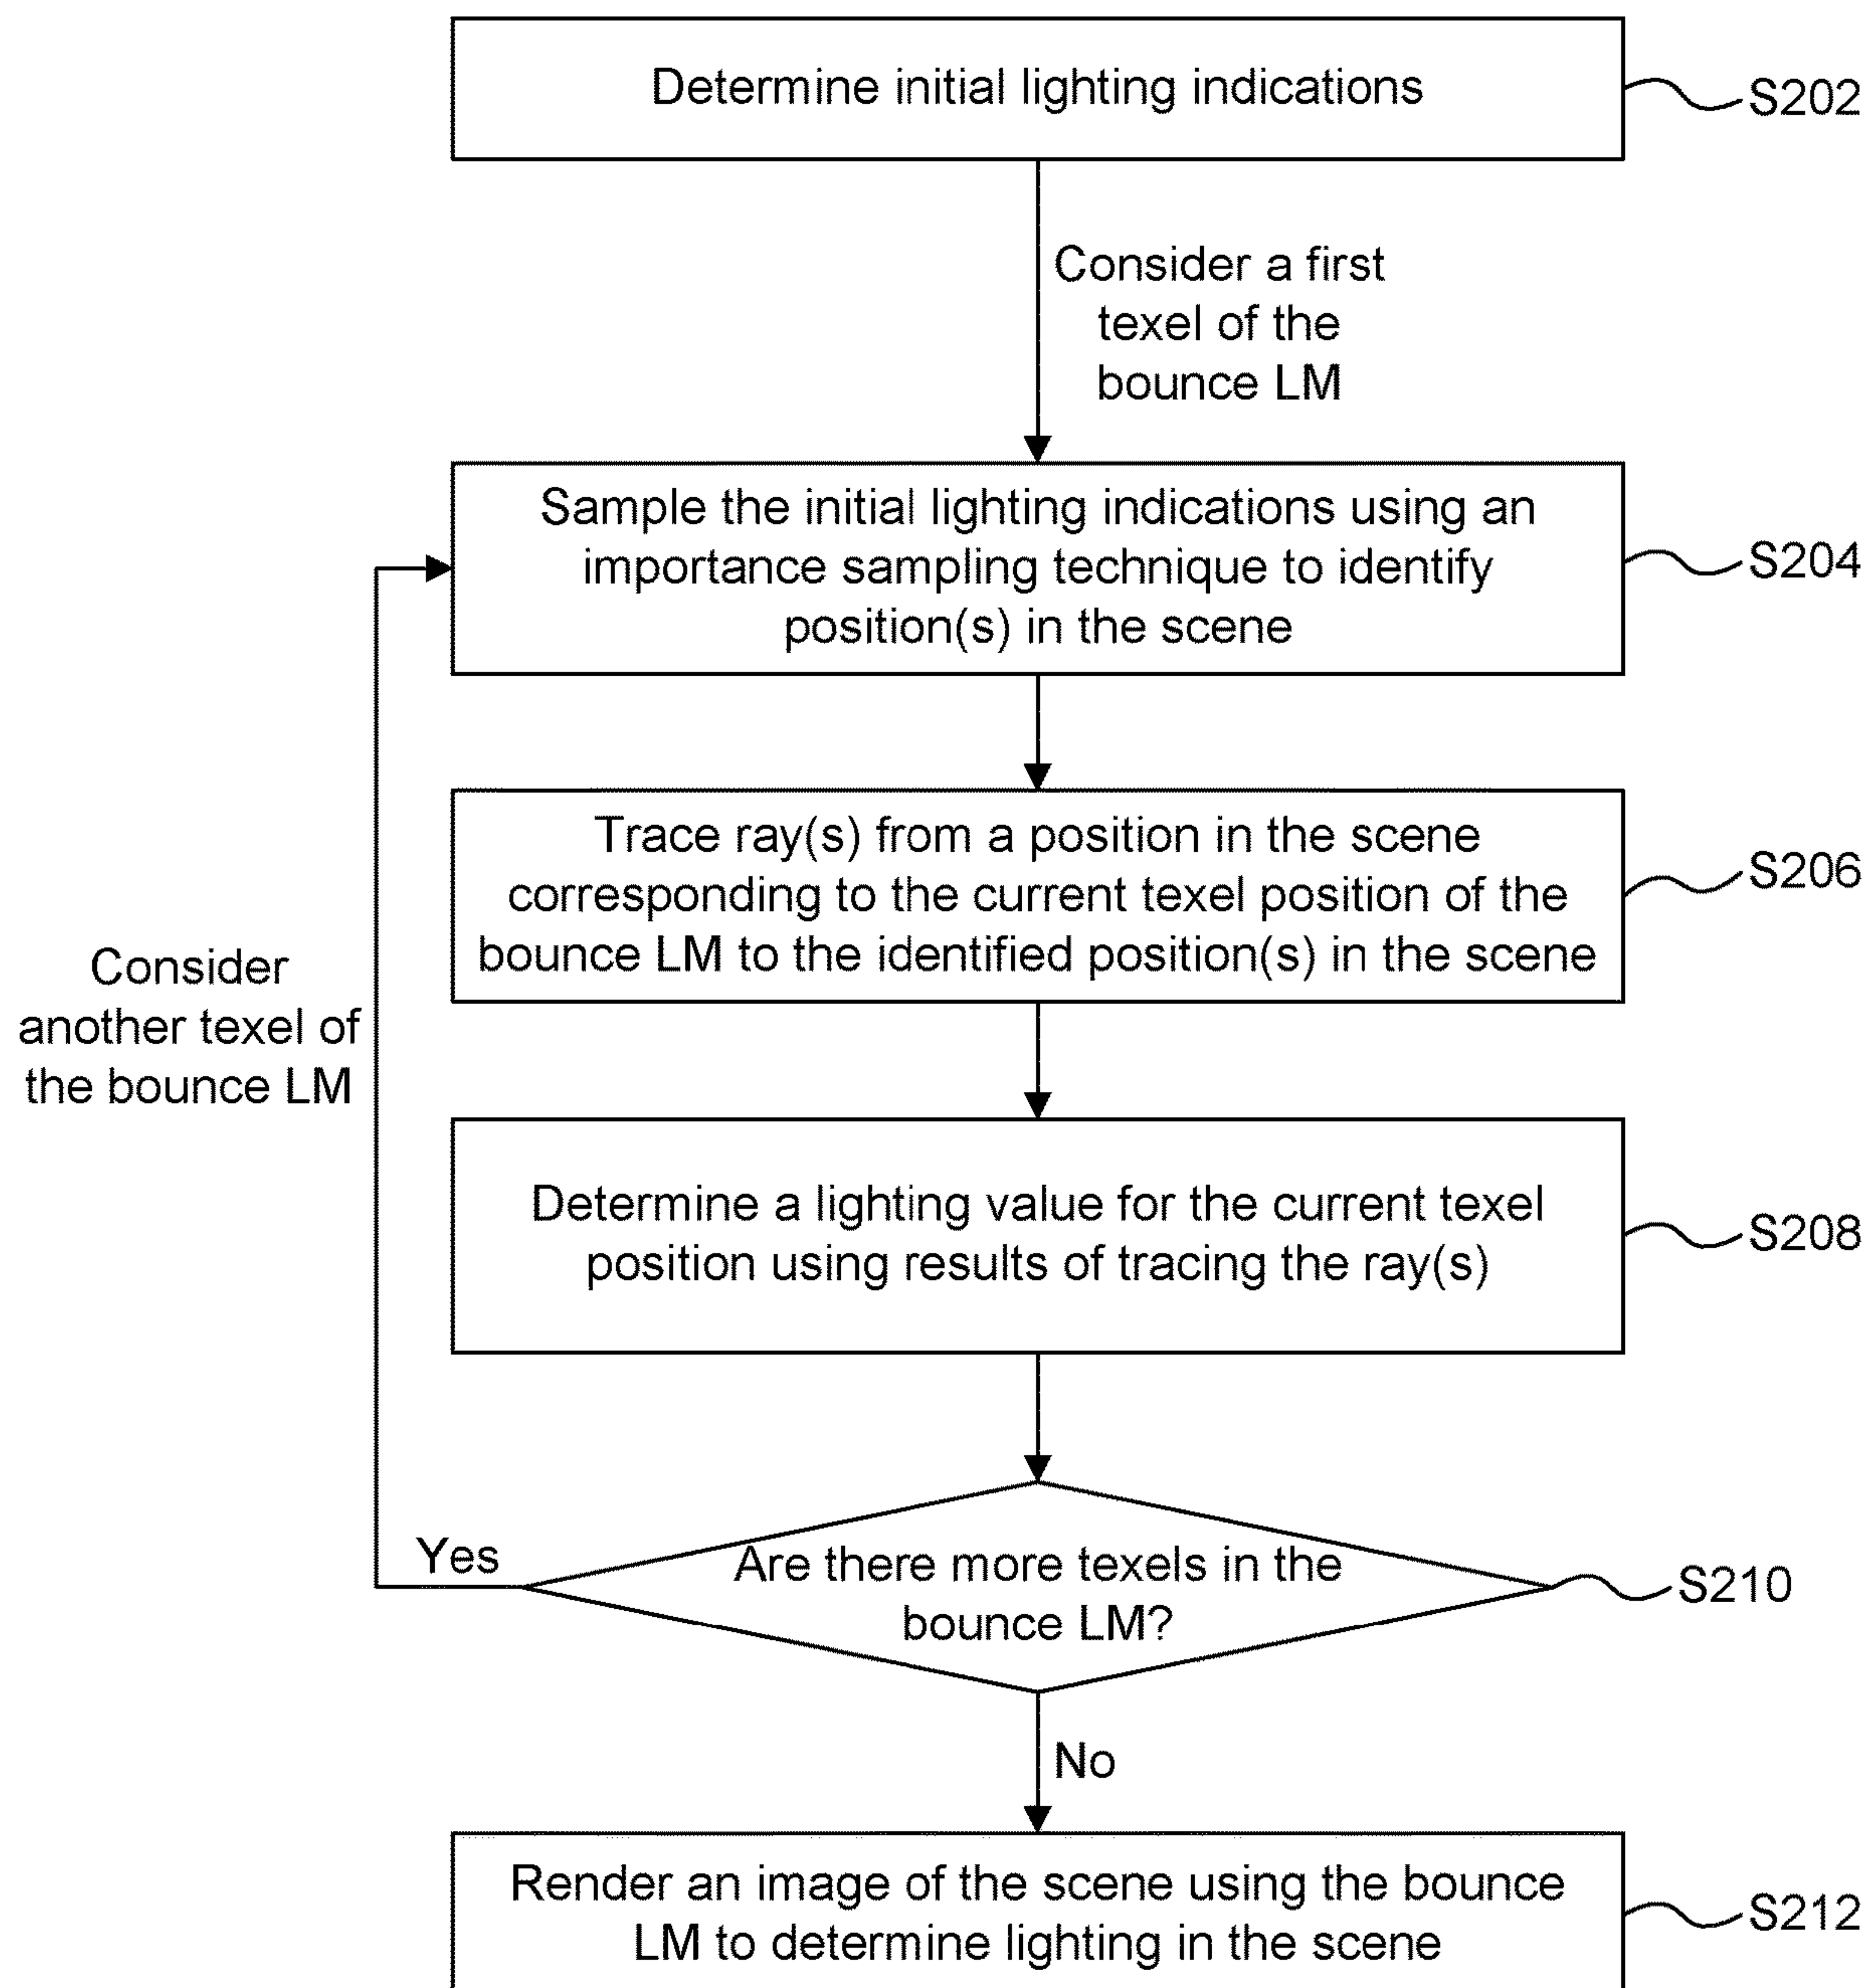 Determine initial lighting indications
S202
Consider a first
texel of the
bounce LM
Sample the initial lighting indications using an
importance sampling technique to identify
position(s) in the scene
S204
Trace ray(s) from a position in the scene
corresponding to the current texel position of the
bounce LM to the identified position(s) in the scene
S206
Consider
another texel of
the bounce LM
Determine a lighting value for the current texel
position using results of tracing the ray(s)
S208
Yes
Are there more texels in the
bounce LM?
S210
No
Render an image of the scene using the bounce
LM to determine lighting in the scene
S212